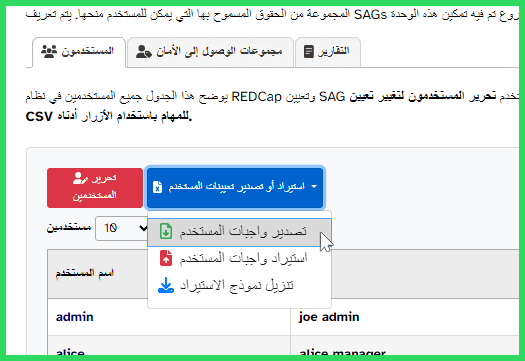 روع تم فيه تمكين هذه الوحدة SAGs المجموعة من الحقوق المسموح بها التي يمكن للمستخدم منحها. يتم تعريف
المستخدمون
مجموعات الوصول إلى الأمان
التقارير
يوضح هذا الجدول جميع المستخدمين في نظام REDCap وتعيين SAG خدم تحرير المستخدمون لتغيير تعيين
CSV للمهام باستخدام الأزرار أدناه.
تحرير المستخدمين
استيراد أو تصدير تعيينات المستخدم
مستخدمين 10
تصدير واجبات المستخدم
استيراد واجبات المستخدم
تنزيل نموذج الاستيراد
اسم المستخدم
admin joe admin
alice alice manager